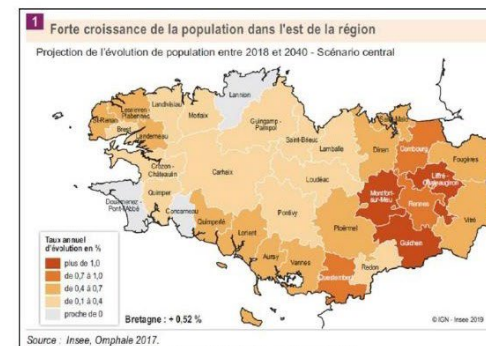 1 Forte croissance de la population dans l'est de la région
Projection de l'évolution de population entre 2018 et 2040 - Scénario central
Lannion
Landivisiau
Morlaix
Guingamp - Paimpol
Saint-Brieuc
Lamballe
Dinan
Combourg
Fougères
St-Renan
Brest
Landerneau
Crozon - Châteaulin
Carhaix
Loudéac
Montfort-sur-Meu
Rennes
Vitré
Douarnenez
Pont-l'Abbé
Quimper
Concarneau
Quimperlé
Lorient
Pontivy
Ploërmel
Guichen
Auray
Vannes
Questembert
Redon
Taux annuel d'évolution en %
plus de 1,0
de 0,7 à 1,0
de 0,4 à 0,7
de 0,1 à 0,4
proche de 0
Bretagne : + 0,52 %
© IGN - Insee 2019
Source : Insee, Omphale 2017.